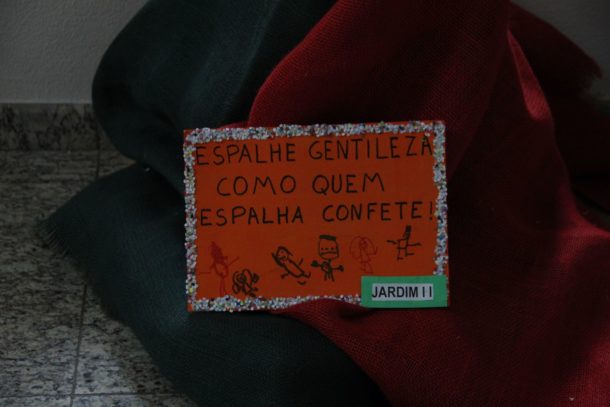 ESPALHE GENTILEZA
COMO QUEM
ESPALHA CONFETE!
JARDIM II